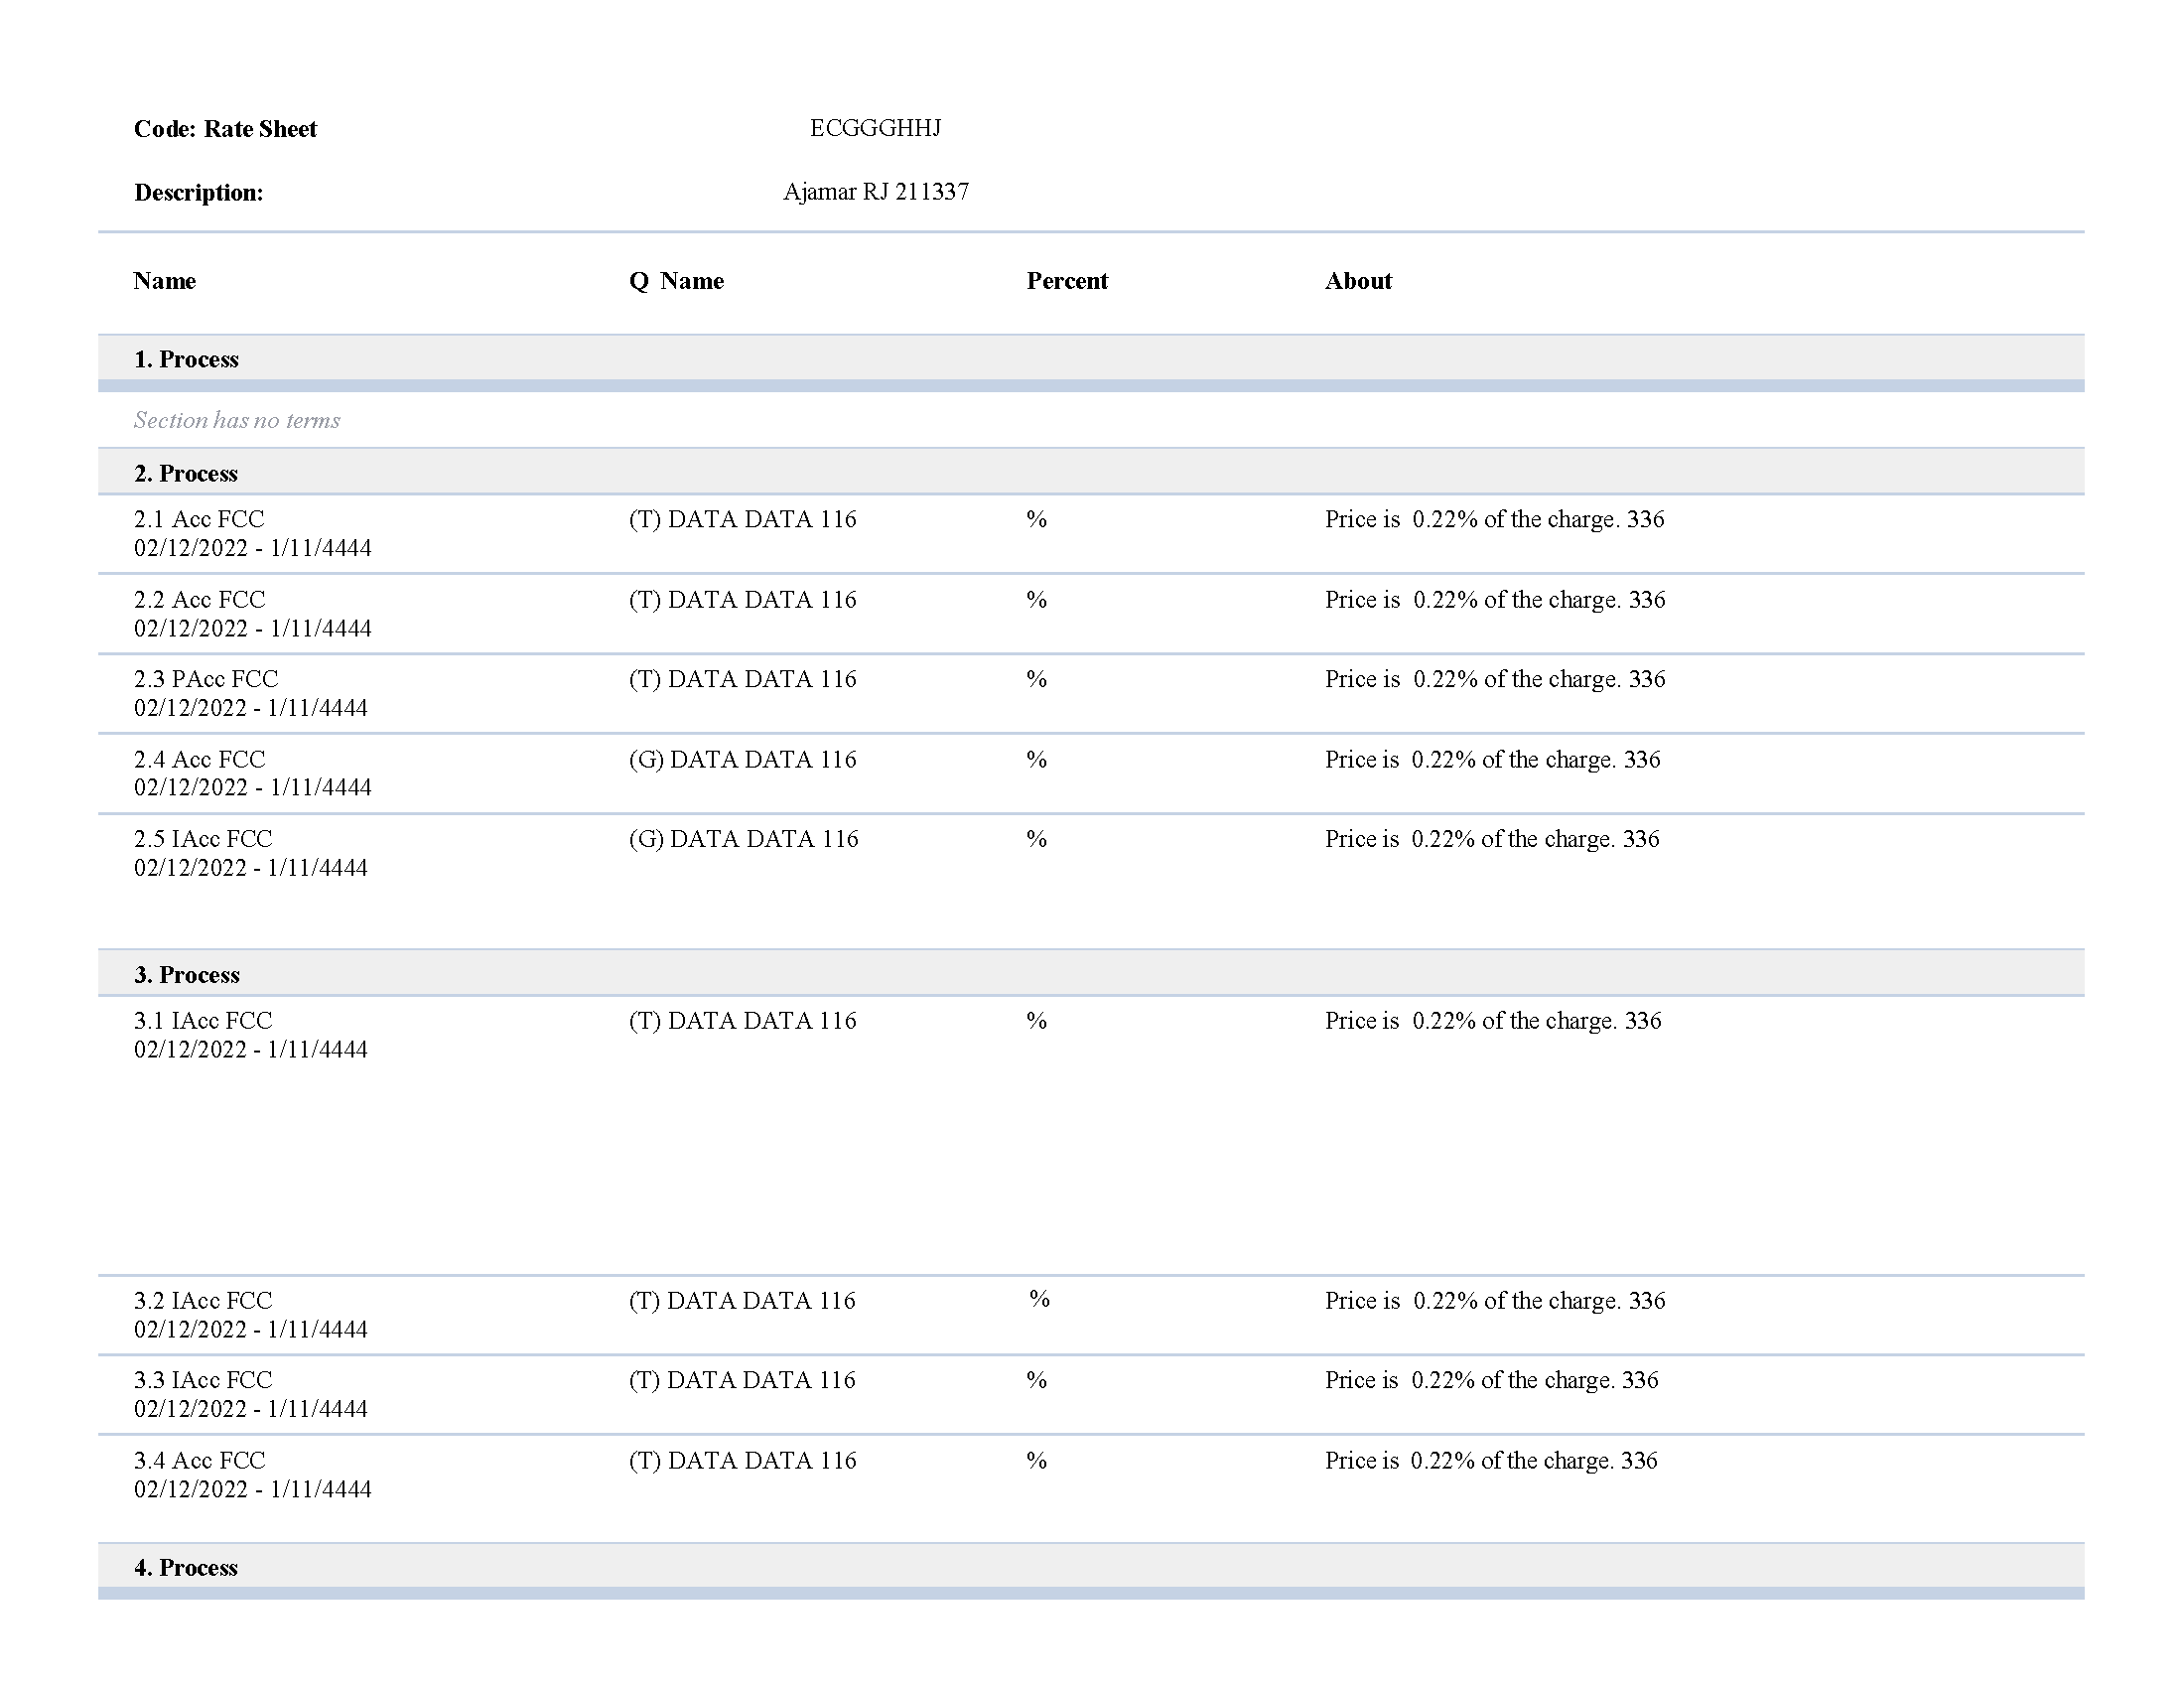 Code: Rate Sheet ECGGGHHJ
Description: Ajamar RJ 211337
Name Q Name Percent About
1. Process
Section has no terms
2. Process
2.1 Acc FCC (T) DATA DATA 116 % Price is 0.22% of the charge. 336
02/12/2022 - 1/11/4444
2.2 Acc FCC (T) DATA DATA 116 % Price is 0.22% of the charge. 336
02/12/2022 - 1/11/4444
2.3 PAcc FCC (T) DATA DATA 116 % Price is 0.22% of the charge. 336
02/12/2022 - 1/11/4444
2.4 Acc FCC (G) DATA DATA 116 % Price is 0.22% of the charge. 336
02/12/2022 - 1/11/4444
2.5 IAcc FCC (G) DATA DATA 116 % Price is 0.22% of the charge. 336
02/12/2022 - 1/11/4444
3. Process
3.1 IAcc FCC (T) DATA DATA 116 % Price is 0.22% of the charge. 336
02/12/2022 - 1/11/4444
3.2 IAcc FCC (T) DATA DATA 116 % Price is 0.22% of the charge. 336
02/12/2022 - 1/11/4444
3.3 IAcc FCC (T) DATA DATA 116 % Price is 0.22% of the charge. 336
02/12/2022 - 1/11/4444
3.4 Acc FCC (T) DATA DATA 116 % Price is 0.22% of the charge. 336
02/12/2022 - 1/11/4444
4. Process